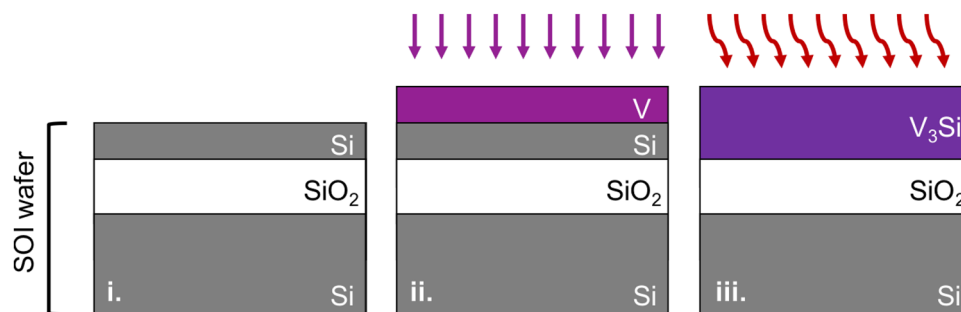 SOI wafer
Si
SiO₂
i. Si
V
Si
SiO₂
ii. Si
V₃Si
SiO₂
iii. Si